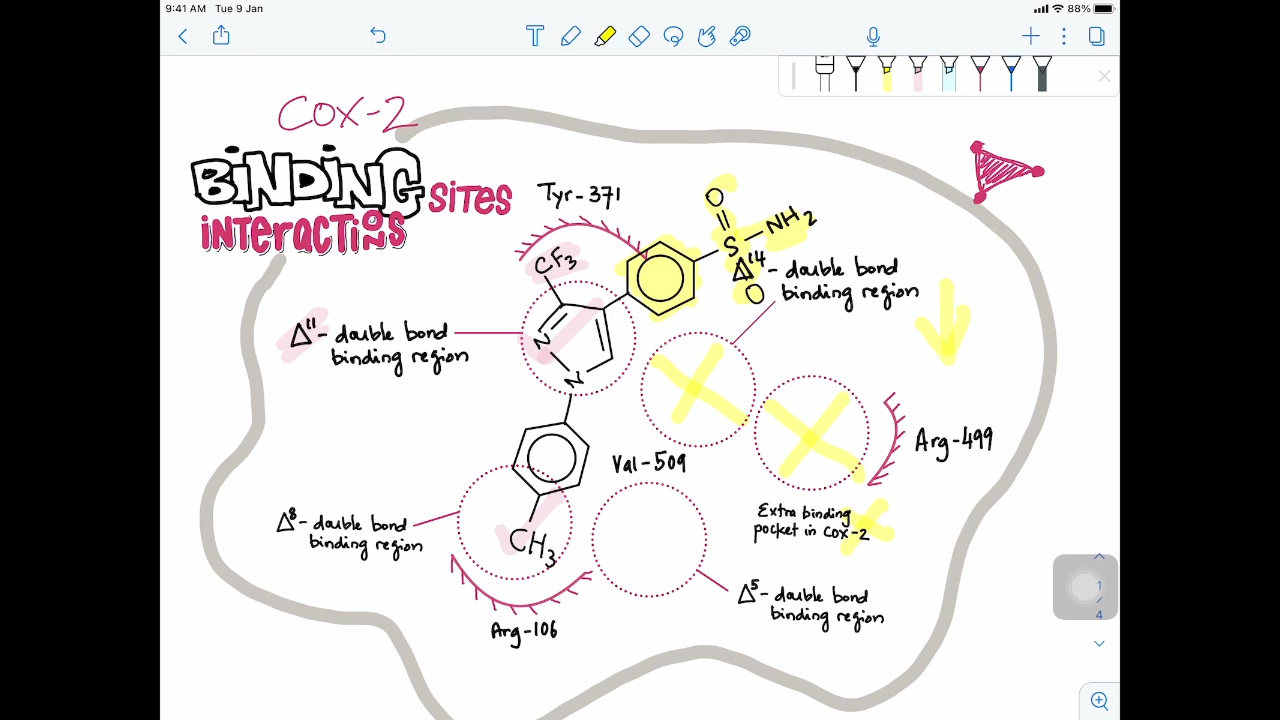 9:41 AM Tue 9 Jan
88%
COX-2
BINDING
SITES
INTERACTIONS
Tyr-371
O
CF3
S
NH2
Δ14 - double bond
binding region
O
Δ11 - double bond
binding region
N
N
Arg-499
Val-509
Extra binding
pocket in COX-2
Δ8 - double bond
binding region
CH3
Δ5 - double bond
binding region
Arg-106
1
/
4